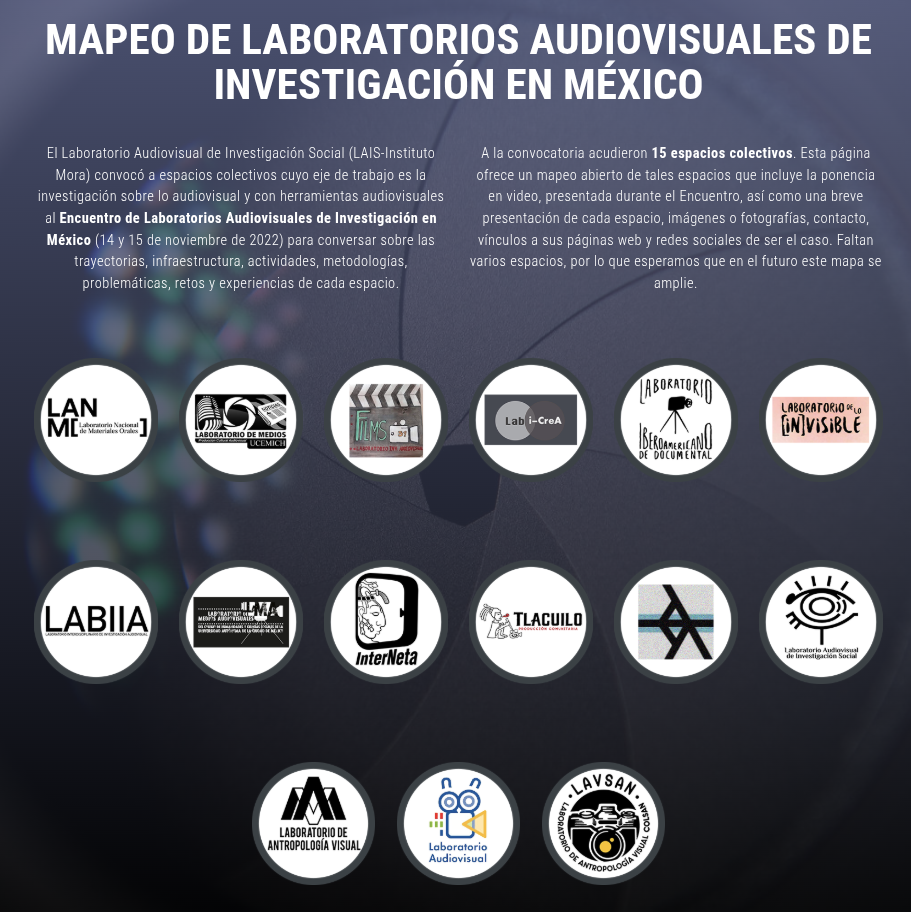 MAPEO DE LABORATORIOS AUDIOVISUALES DE
INVESTIGACIÓN EN MÉXICO
El Laboratorio Audiovisual de Investigación Social (LAIS-Instituto
Mora) convocó a espacios colectivos cuyo eje de trabajo es la
investigación sobre lo audiovisual y con herramientas audiovisuales
al Encuentro de Laboratorios Audiovisuales de Investigación en
México (14 y 15 de noviembre de 2022) para conversar sobre las
trayectorias, infraestructura, actividades, metodologías,
problemáticas, retos y experiencias de cada espacio.
A la convocatoria acudieron 15 espacios colectivos. Esta página
ofrece un mapeo abierto de tales espacios que incluye la ponencia
en video, presentada durante el Encuentro, así como una breve
presentación de cada espacio, imágenes o fotografías, contacto,
vínculos a sus páginas web y redes sociales de ser el caso. Faltan
varios espacios, por lo que esperamos que en el futuro este mapa se
amplie.
LAN
M[ Laboratorio Nacional
de Materiales Orales ]
LABORATORIO DE MEDIOS
Producción Cultural Audiovisual
UCEMICH
FILMS
Lab i-CreA
LABORATORIO
IBEROAMERICANO
DE DOCUMENTAL
LABORATORIO DE LO
[IN]VISIBLE
LABIIA
LABORATORIO INTERDISCIPLINARIO DE INVESTIGACIÓN AUDIOVISUAL
LABORATORIO DE
MEDIOS AUDIOVISUALES
InterNeta
TLACUILO
PRODUCCIÓN COMUNITARIA
Laboratorio Audiovisual
de Investigación Social
LABORATORIO DE
ANTROPOLOGÍA VISUAL
Laboratorio
Audiovisual
LAVSAN
LABORATORIO DE ANTROPOLOGÍA VISUAL COLSAN